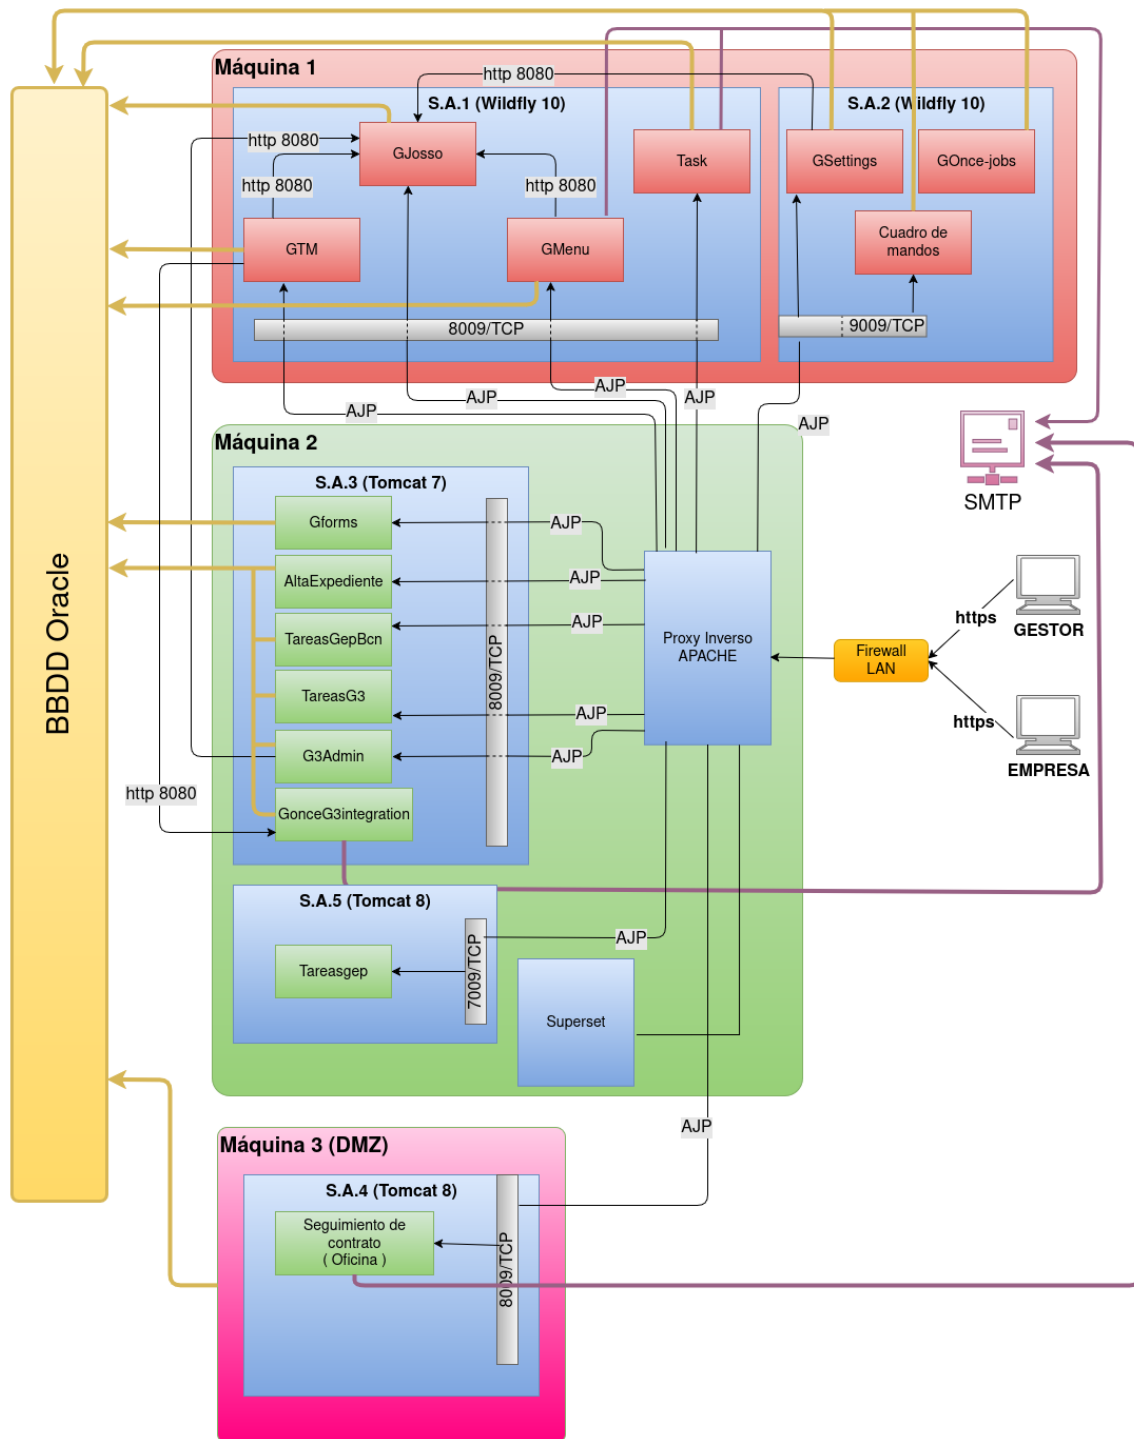 Máquina 1
http 8080
S.A.1 (Wildfly 10)
S.A.2 (Wildfly 10)
http 8080
GJosso
Task
GSettings
GOnce-jobs
http 8080
http 8080
GTM
GMenu
Cuadro de
mandos
8009/TCP
9009/TCP
AJP
AJP
AJP
AJP
AJP
Máquina 2
S.A.3 (Tomcat 7)
SMTP
Gforms
AJP
AltaExpediente
AJP
TareasGepBcn
AJP
TareasG3
AJP
G3Admin
AJP
GonceG3integration
8009/TCP
http 8080
BBDD Oracle
Proxy Inverso
APACHE
Firewall
LAN
https
GESTOR
https
EMPRESA
S.A.5 (Tomcat 8)
Tareasgep
7009/TCP
AJP
Superset
AJP
Máquina 3 (DMZ)
S.A.4 (Tomcat 8)
Seguimiento de
contrato
( Oficina )
8009/TCP